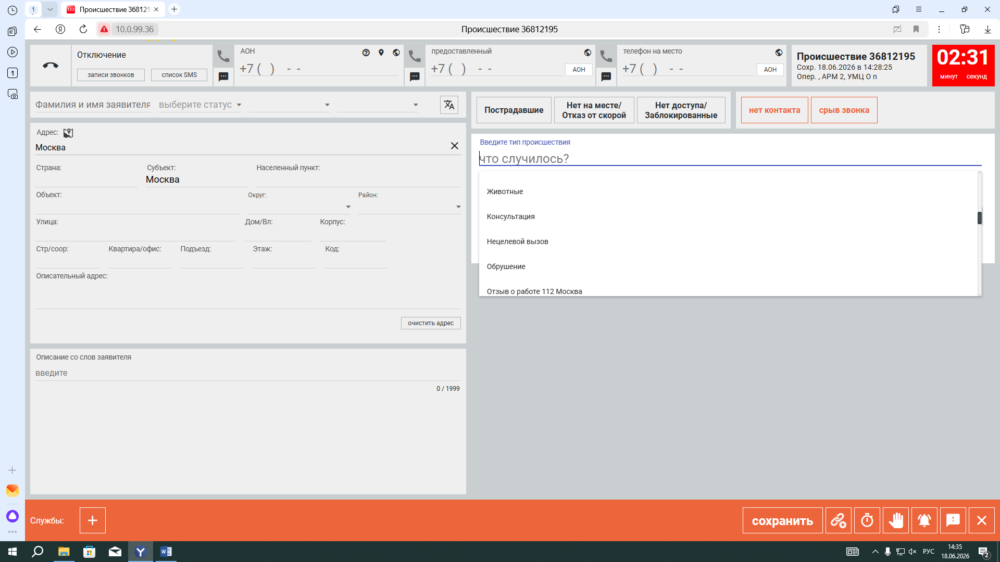 1
112 Происшествие 36812
10.0.99.36
Происшествие 36812195
Отключение
записи звонков
список SMS
АОН
+7 ( ) - -
предоставленный
+7 ( ) - -
АОН
телефон на место
+7 ( ) - -
АОН
Происшествие 36812195
Сохр. 18.06.2026 в 14:28:25
Опер. , АРМ 2, УМЦ О п
02:31
минут секунд
Фамилия и имя заявителя
выберите статус
Пострадавшие
Нет на месте/
Отказ от скорой
Нет доступа/
Заблокированные
нет контакта
срыв звонка
Адрес:
Москва
Страна:
Субъект:
Москва
Населенный пункт:
Объект:
Округ:
Район:
Улица:
Дом/Вл:
Корпус:
Стр/соор:
Квартира/офис:
Подъезд:
Этаж:
Код:
Описательный адрес:
очистить адрес
Описание со слов заявителя
введите
0 / 1999
Введите тип происшествия
что случилось?
Животные
Консультация
Нецелевой вызов
Обрушение
Отзыв о работе 112 Москва
Службы:
сохранить
РУС
14:35
18.06.2026
2